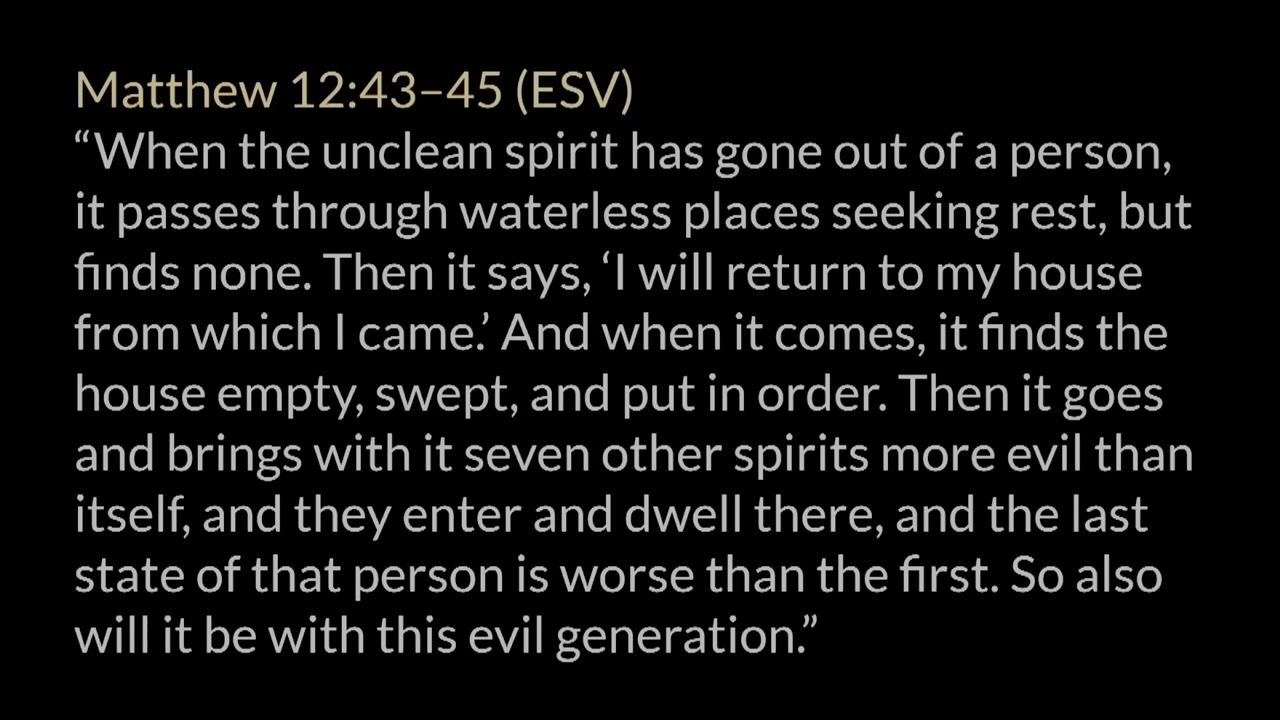 Matthew 12:43–45 (ESV)
“When the unclean spirit has gone out of a person,
it passes through waterless places seeking rest, but
finds none. Then it says, ‘I will return to my house
from which I came.’ And when it comes, it finds the
house empty, swept, and put in order. Then it goes
and brings with it seven other spirits more evil than
itself, and they enter and dwell there, and the last
state of that person is worse than the first. So also
will it be with this evil generation.”